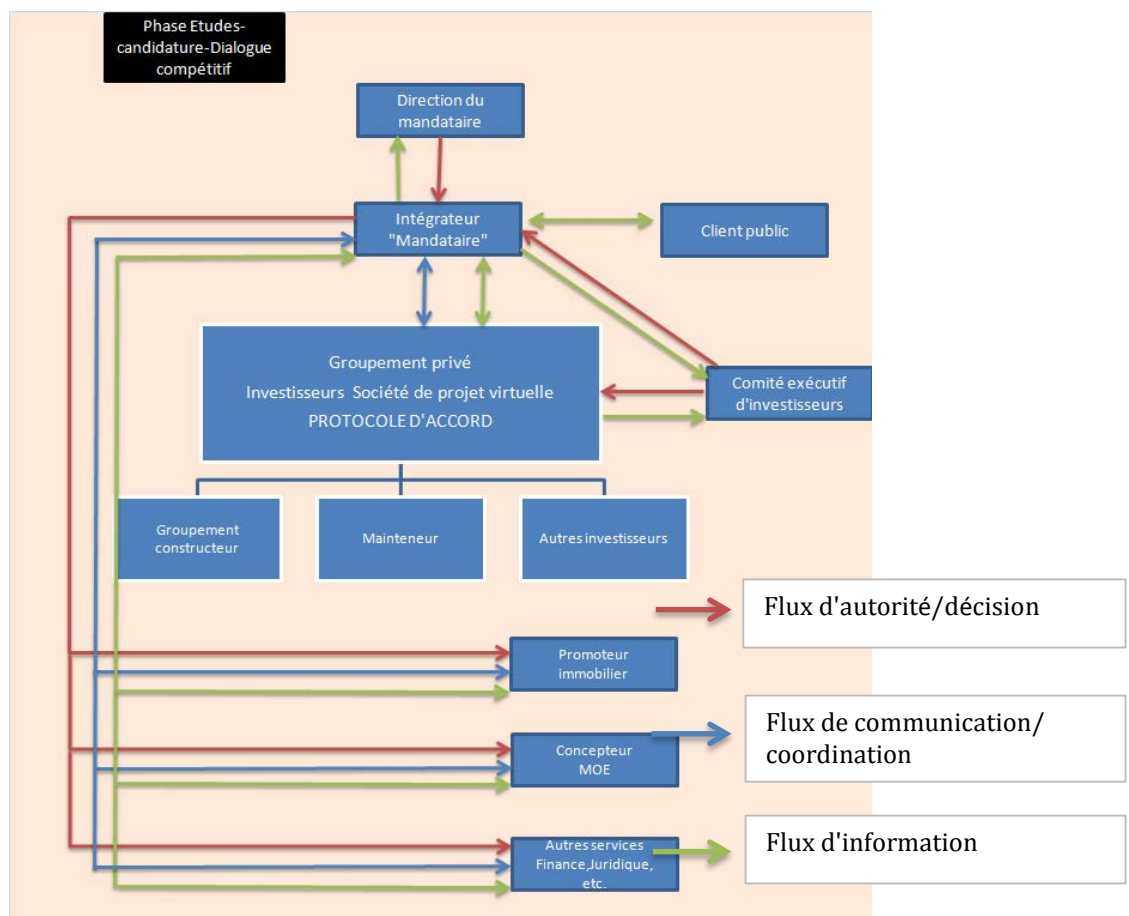 Phase Etudes-
candidature-Dialogue
compétitif
Direction du
mandataire
Intégrateur
"Mandataire"
Client public
Groupement privé
Investisseurs Société de projet virtuelle
PROTOCOLE D'ACCORD
Comité exécutif
d'investisseurs
Groupement
constructeur
Mainteneur
Autres investisseurs
Flux d'autorité/décision
Promoteur
immobilier
Flux de communication/
coordination
Concepteur
MOE
Flux d'information
Autres services
Finance,Juridique,
etc.